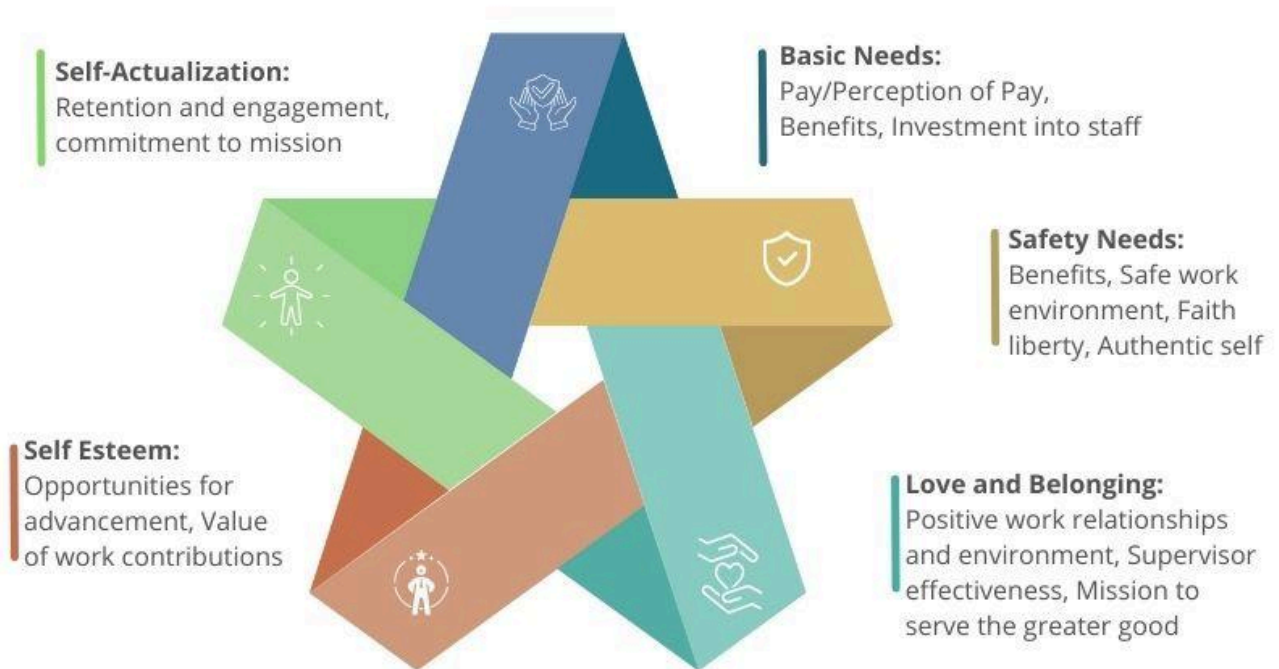 Self-Actualization:
Retention and engagement,
commitment to mission
Basic Needs:
Pay/Perception of Pay,
Benefits, Investment into staff
Safety Needs:
Benefits, Safe work
environment, Faith
liberty, Authentic self
Self Esteem:
Opportunities for
advancement, Value
of work contributions
Love and Belonging:
Positive work relationships
and environment, Supervisor
effectiveness, Mission to
serve the greater good